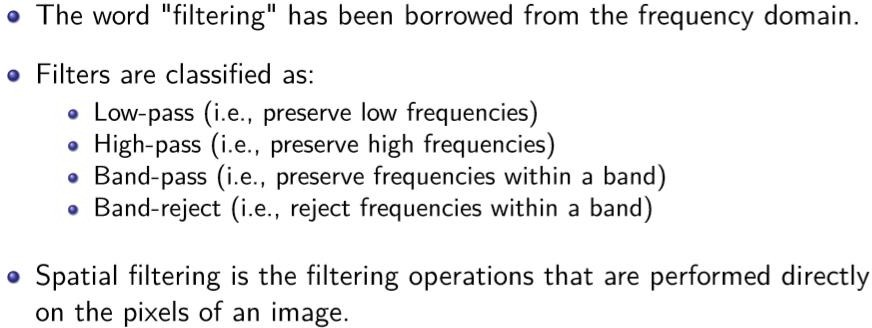 The word "filtering" has been borrowed from the frequency domain.
Filters are classified as:
Low-pass (i.e., preserve low frequencies)
High-pass (i.e., preserve high frequencies)
Band-pass (i.e., preserve frequencies within a band)
Band-reject (i.e., reject frequencies within a band)
Spatial filtering is the filtering operations that are performed directly
on the pixels of an image.